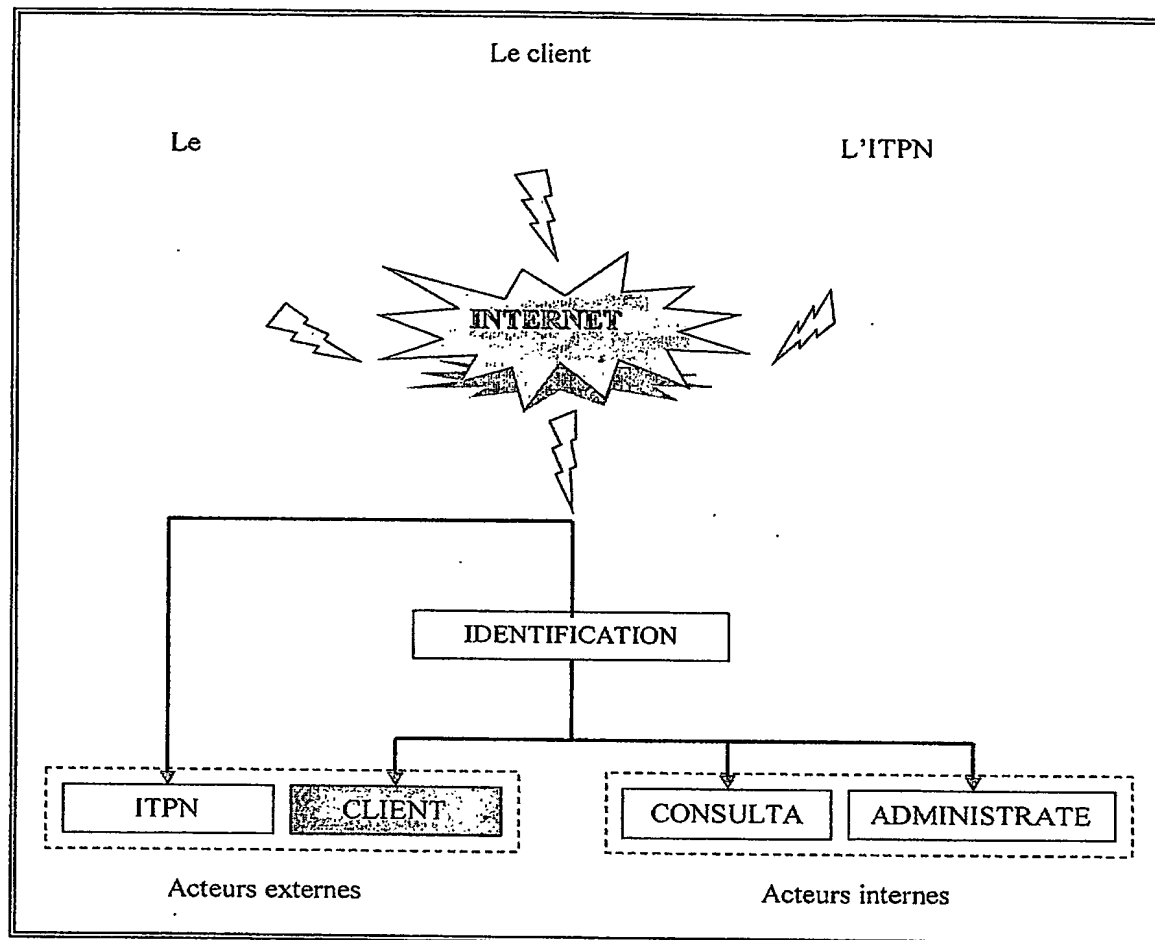 Le client
Le
L'ITPN
INTERNET
IDENTIFICATION
ITPN
CLIENT
CONSULTA
ADMINISTRATE
Acteurs externes
Acteurs internes